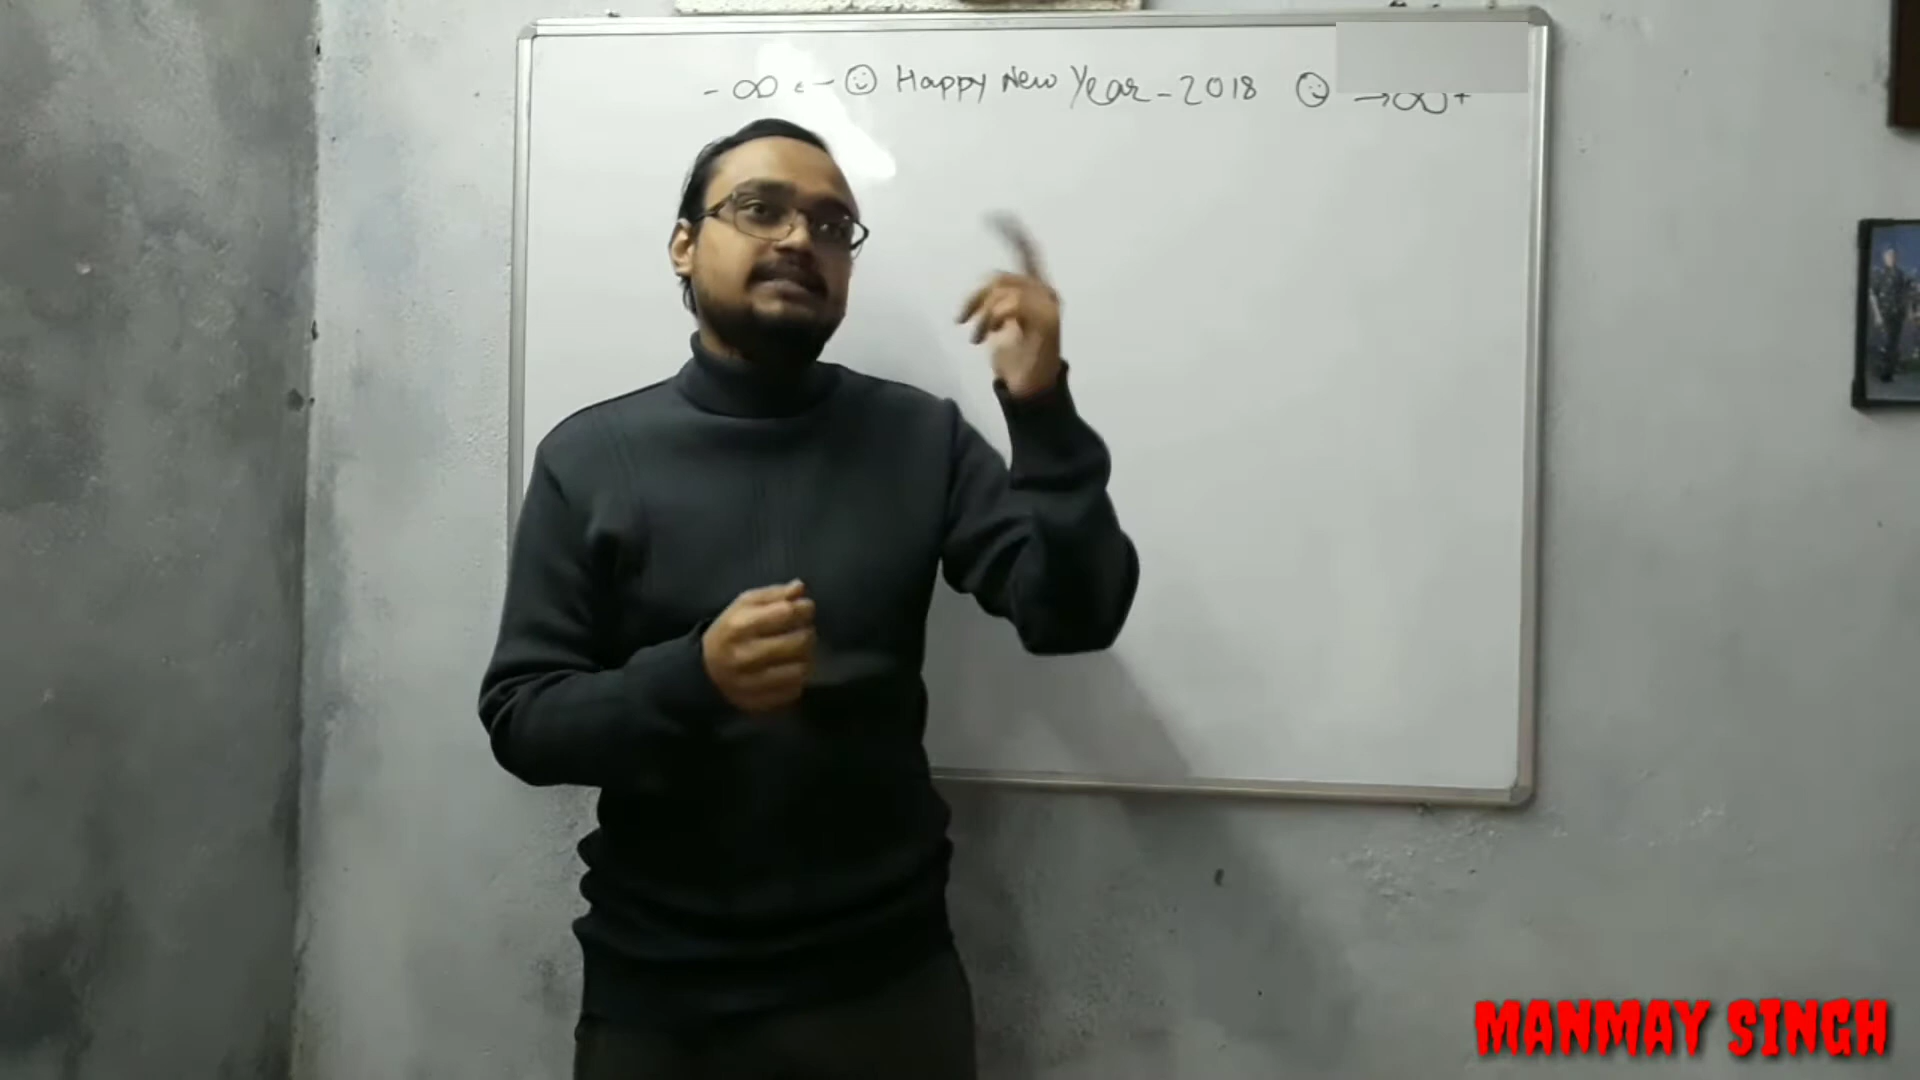 - ∞ ← ☺ Happy New Year - 2018 ☺ → ∞ +
MANMAY SINGH